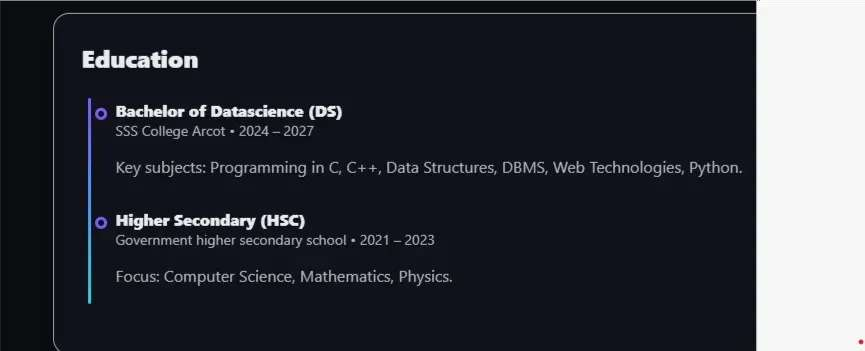 Education
Bachelor of Datascience (DS)
SSS College Arcot • 2024 – 2027
Key subjects: Programming in C, C++, Data Structures, DBMS, Web Technologies, Python.
Higher Secondary (HSC)
Government higher secondary school • 2021 – 2023
Focus: Computer Science, Mathematics, Physics.